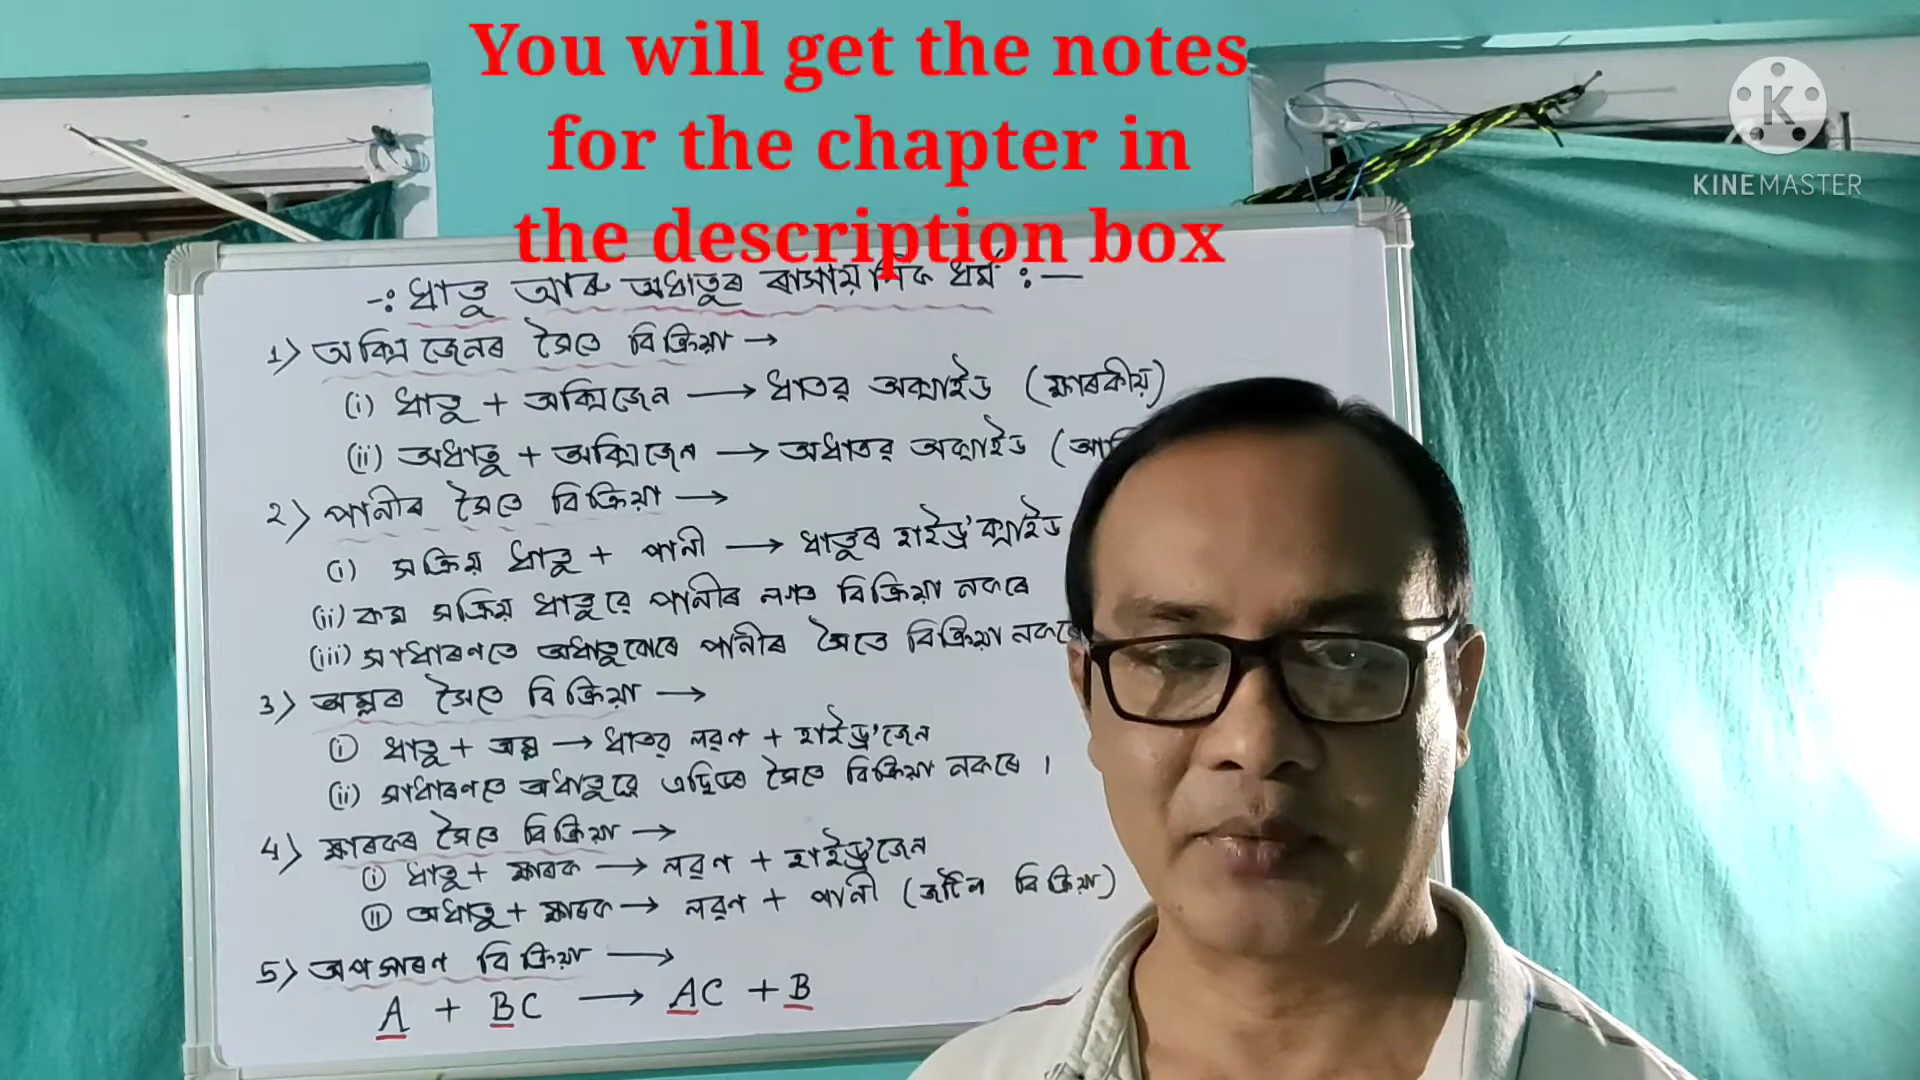 You will get the notes
for the chapter in
the description box
KINEMASTER
-: ধাতু আৰু অধাতুৰ ৰাসায়নিক ধৰ্ম :—
1) অক্সিজেনৰ সৈতে বিক্ৰিয়া →
(i) ধাতু + অক্সিজেন → ধাতৱ অক্সাইড (ক্ষাৰকীয়)
(ii) অধাতু + অক্সিজেন → অধাতৱ অক্সাইড (
2) পানীৰ সৈতে বিক্ৰিয়া →
(i) সক্ৰিয় ধাতু + পানী → ধাতুৰ হাইড্ৰ'ক্সাইড
(ii) কম সক্ৰিয় ধাতুৱে পানীৰ লগত বিক্ৰিয়া নকৰে
(iii) সাধাৰণতে অধাতুবোৰে পানীৰ সৈতে বিক্ৰিয়া নকৰে
3) অম্লৰ সৈতে বিক্ৰিয়া →
(i) ধাতু + অম্ল → ধাতৱ লৱণ + হাইড্ৰ'জেন
(ii) সাধাৰণতে অধাতুৱে এছিডৰ সৈতে বিক্ৰিয়া নকৰে ।
4) ক্ষাৰকৰ সৈতে বিক্ৰিয়া →
(i) ধাতু + ক্ষাৰক → লৱণ + হাইড্ৰ'জেন
(ii) অধাতু + ক্ষাৰক → লৱণ + পানী (জটিল বিক্ৰিয়া)
5) অপসাৰণ বিক্ৰিয়া →
A + BC → AC + B